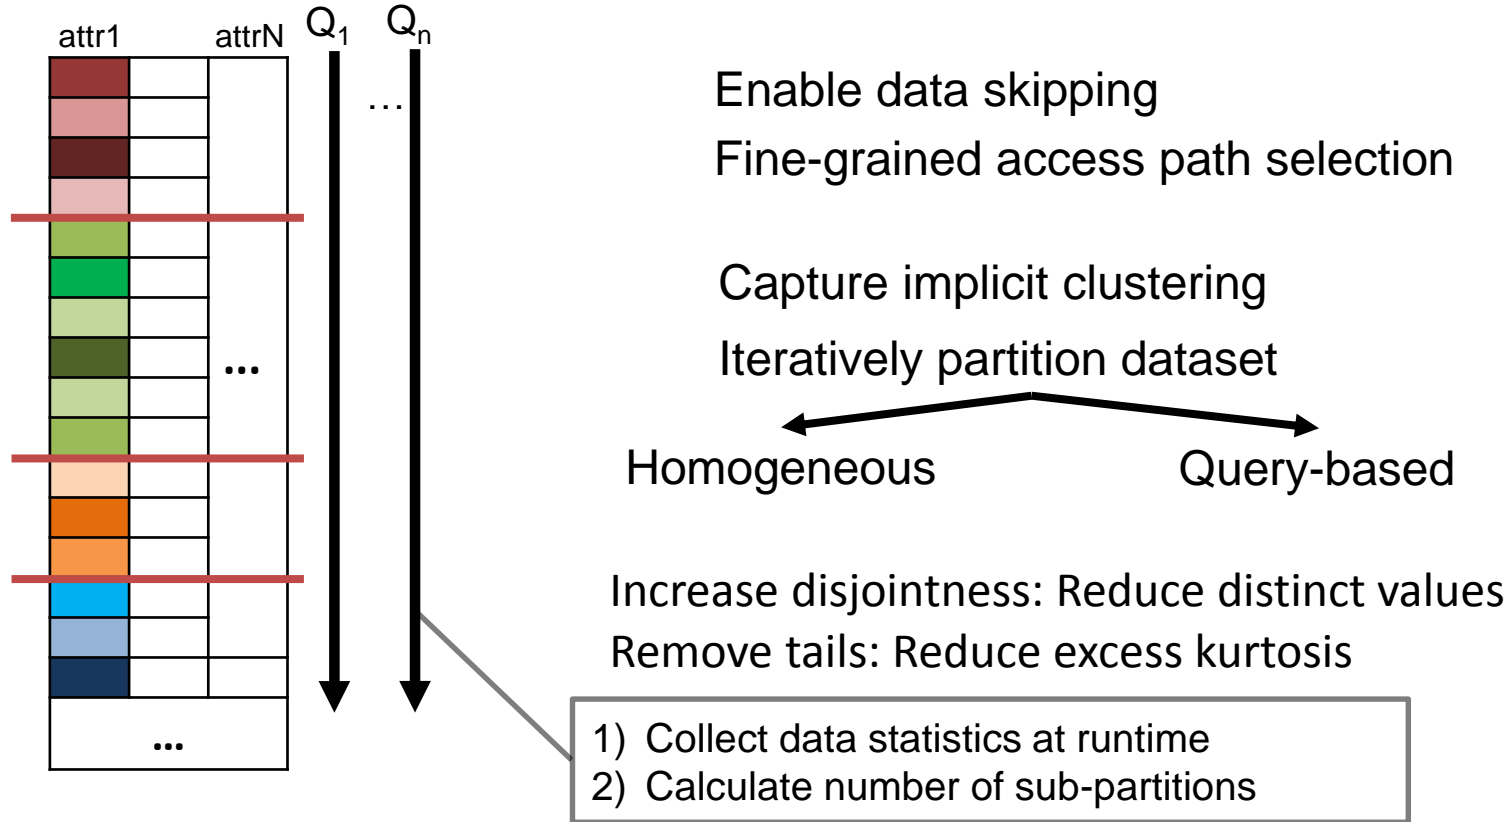 attr1 attrN Q1 Qn
...
...
...
Enable data skipping
Fine-grained access path selection
Capture implicit clustering
Iteratively partition dataset
Homogeneous Query-based
Increase disjointness: Reduce distinct values
Remove tails: Reduce excess kurtosis
1) Collect data statistics at runtime
2) Calculate number of sub-partitions